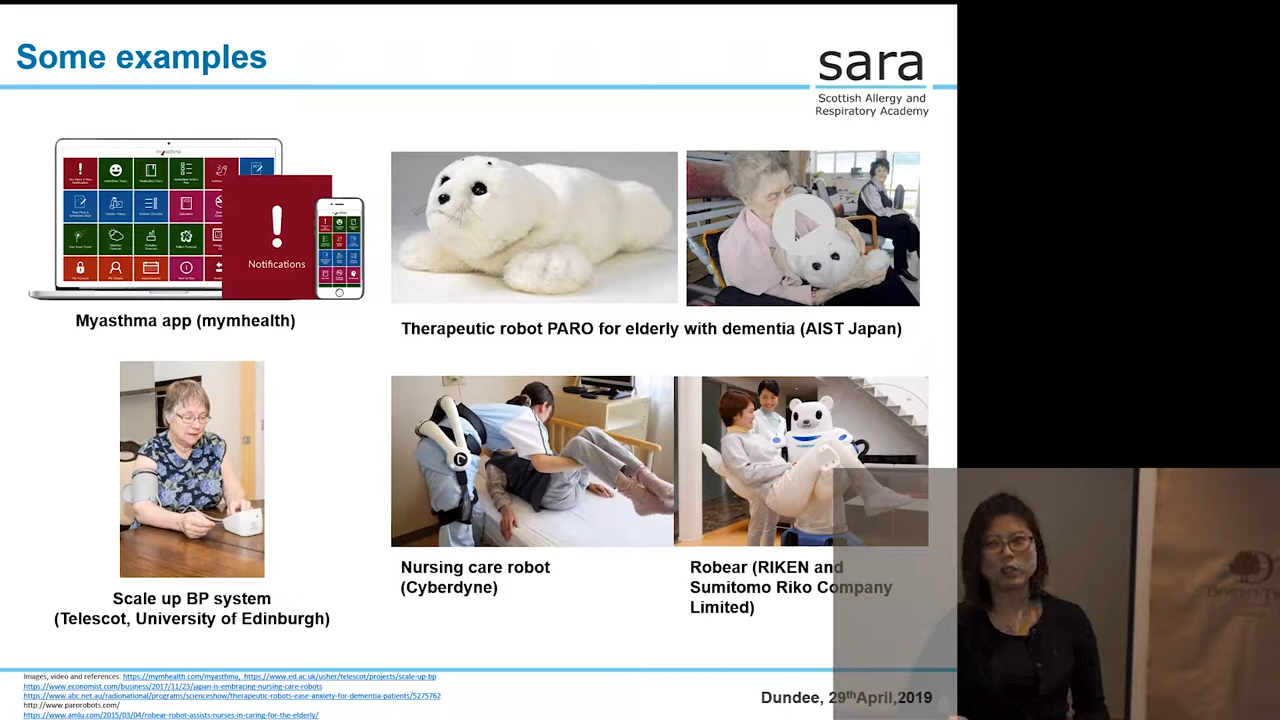 Some examples
sara
Scottish Allergy and
Respiratory Academy
myasthma
Notifications
Myasthma app (mymhealth)
Therapeutic robot PARO for elderly with dementia (AIST Japan)
Scale up BP system
(Telescot, University of Edinburgh)
Nursing care robot
(Cyberdyne)
Robear (RIKEN and
Sumitomo Riko Company
Limited)
Images, video and references: https://mymhealth.com/myasthma, https://www.ed.ac.uk/usher/telescot/projects/scale-up-bp
https://www.economist.com/business/2017/11/23/japan-is-embracing-nursing-care-robots
https://www.abc.net.au/radionational/programs/scienceshow/therapeutic-robots-ease-anxiety-for-dementia-patients/5275762
http://www.parorobots.com/
https://www.amlu.com/2015/03/04/robear-robot-assists-nurses-in-caring-for-the-elderly/
Dundee, 29thApril,2019